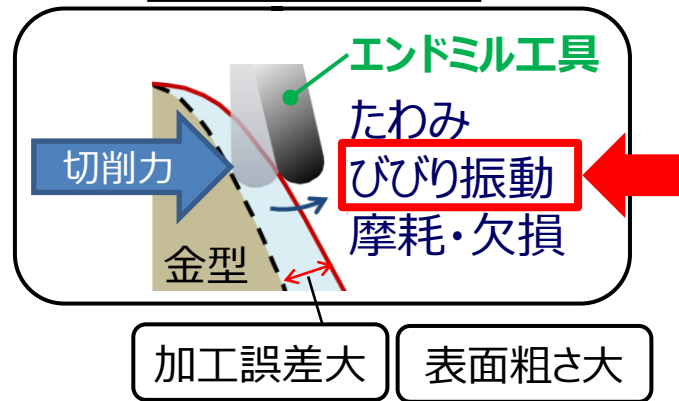 エンドミル工具
たわみ
切削力
びびり振動
摩耗・欠損
金型
加工誤差大
表面粗さ大